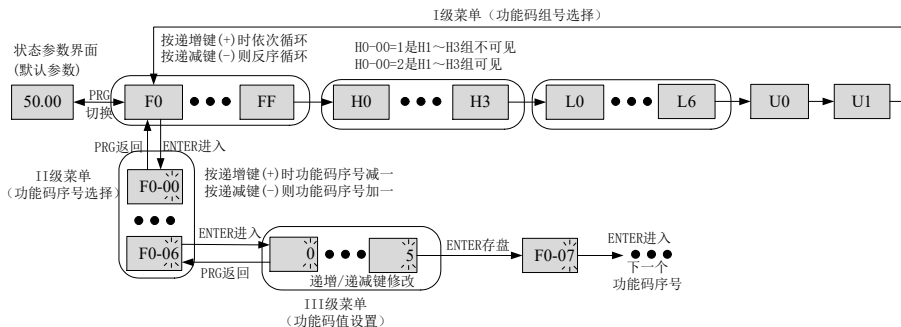 I级菜单（功能码组号选择）
状态参数界面
(默认参数)
按递增键(+)时依次循环
按递减键(-)则反序循环
H0-00=1是H1～H3组不可见
H0-00=2是H1～H3组可见
50.00
PRG
切换
F0
FF
H0
H3
L0
L6
U0
U1
PRG返回
ENTER进入
II级菜单
（功能码序号选择）
F0-00
按递增键(+)时功能码序号减一
按递减键(-)则功能码序号加一
F0-06
ENTER进入
PRG返回
0
5
递增/递减键修改
ENTER存盘
F0-07
ENTER进入
下一个
功能码序号
III级菜单
（功能码值设置）